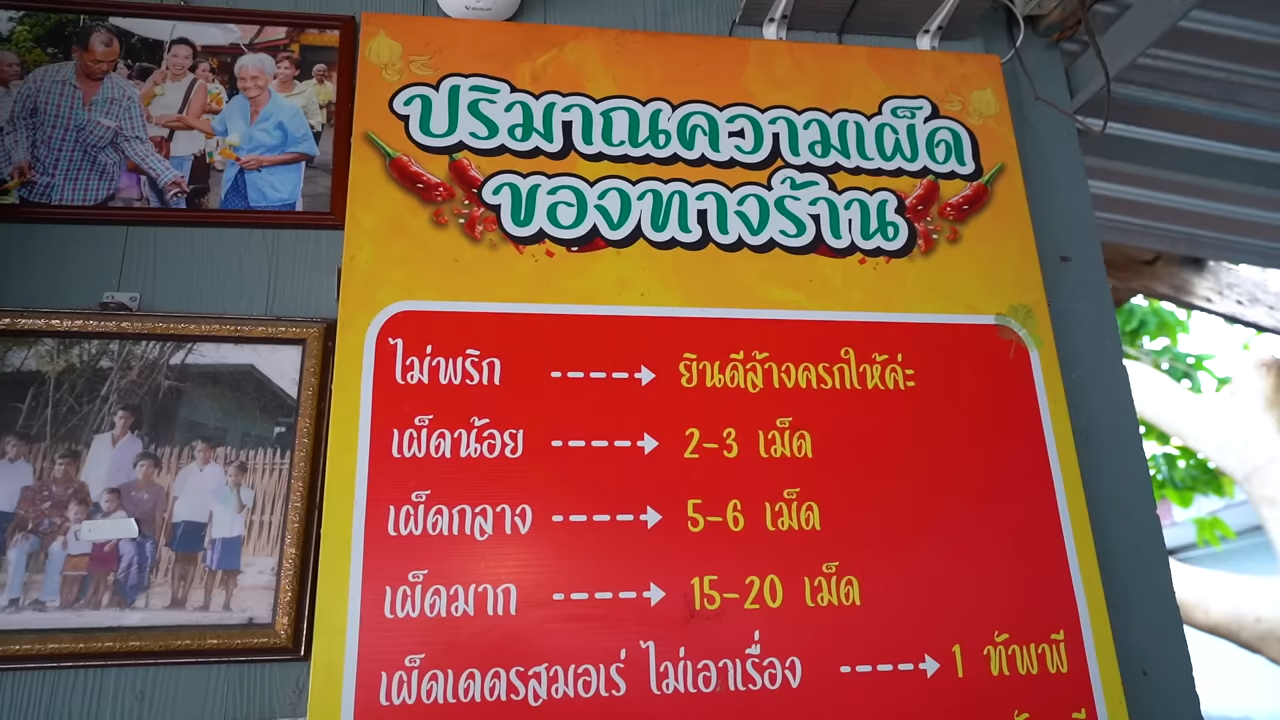 ปริมาณความเผ็ด
ของทางร้าน
ไม่พริก ----→ ยินดีล้างครกให้ค่ะ
เผ็ดน้อย ----→ 2-3 เม็ด
เผ็ดกลาง ----→ 5-6 เม็ด
เผ็ดมาก ----→ 15-20 เม็ด
เผ็ดเดดรสมอเร่ ไม่เอาเรื่อง ----→ 1 ทัพพี